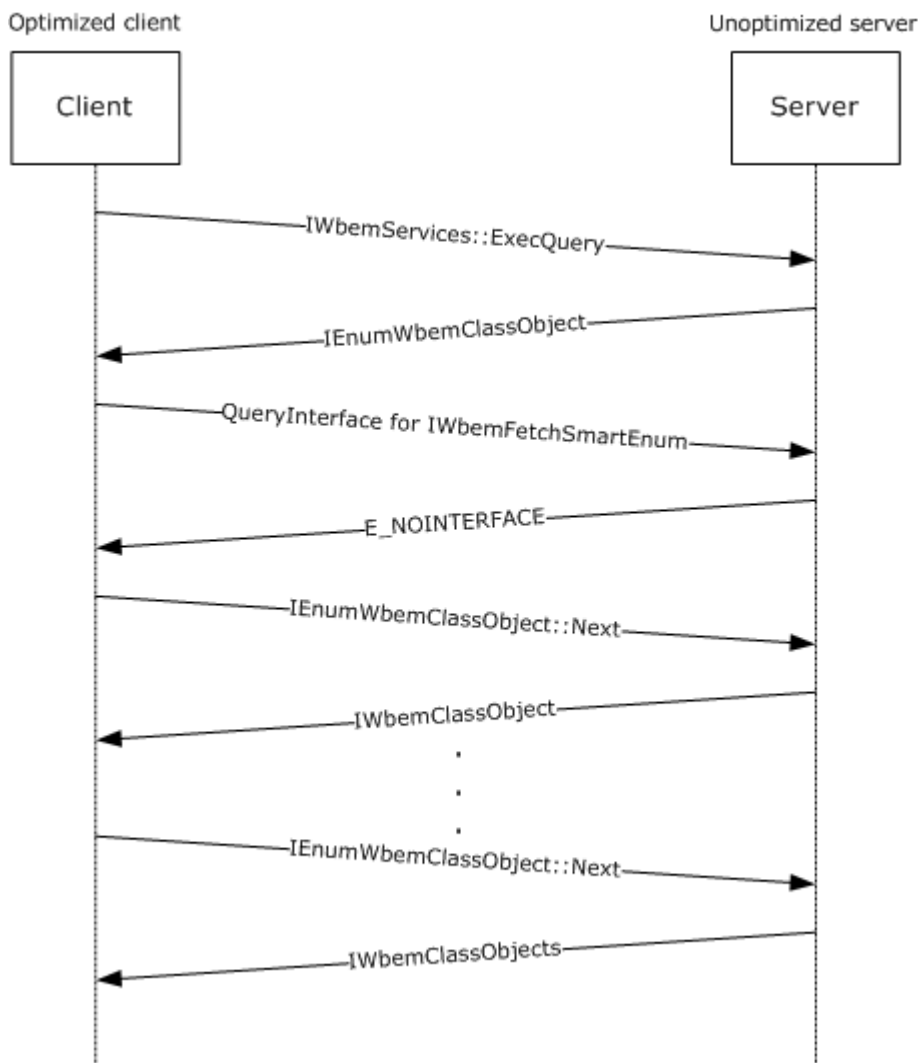 Optimized client
Unoptimized server
Client
Server
IWbemServices::ExecQuery
IEnumWbemClassObject
QueryInterface for IWbemFetchSmartEnum
E_NOINTERFACE
IEnumWbemClassObject::Next
IWbemClassObject
.
.
.
IEnumWbemClassObject::Next
IWbemClassObjects